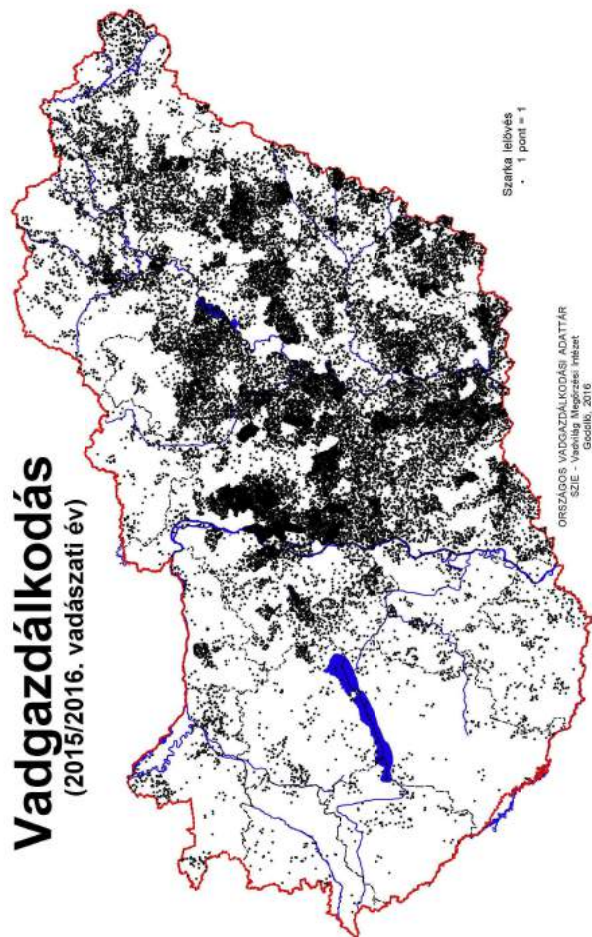 Vadgazdálkodás
(2015/2016. vadászati év)
Szarka lelövés
• 1 pont = 1
ORSZÁGOS VADGAZDÁLKODÁSI ADATTÁR
SZIE - Vadvilág Megőrzési Intézet
Gödöllő, 2016